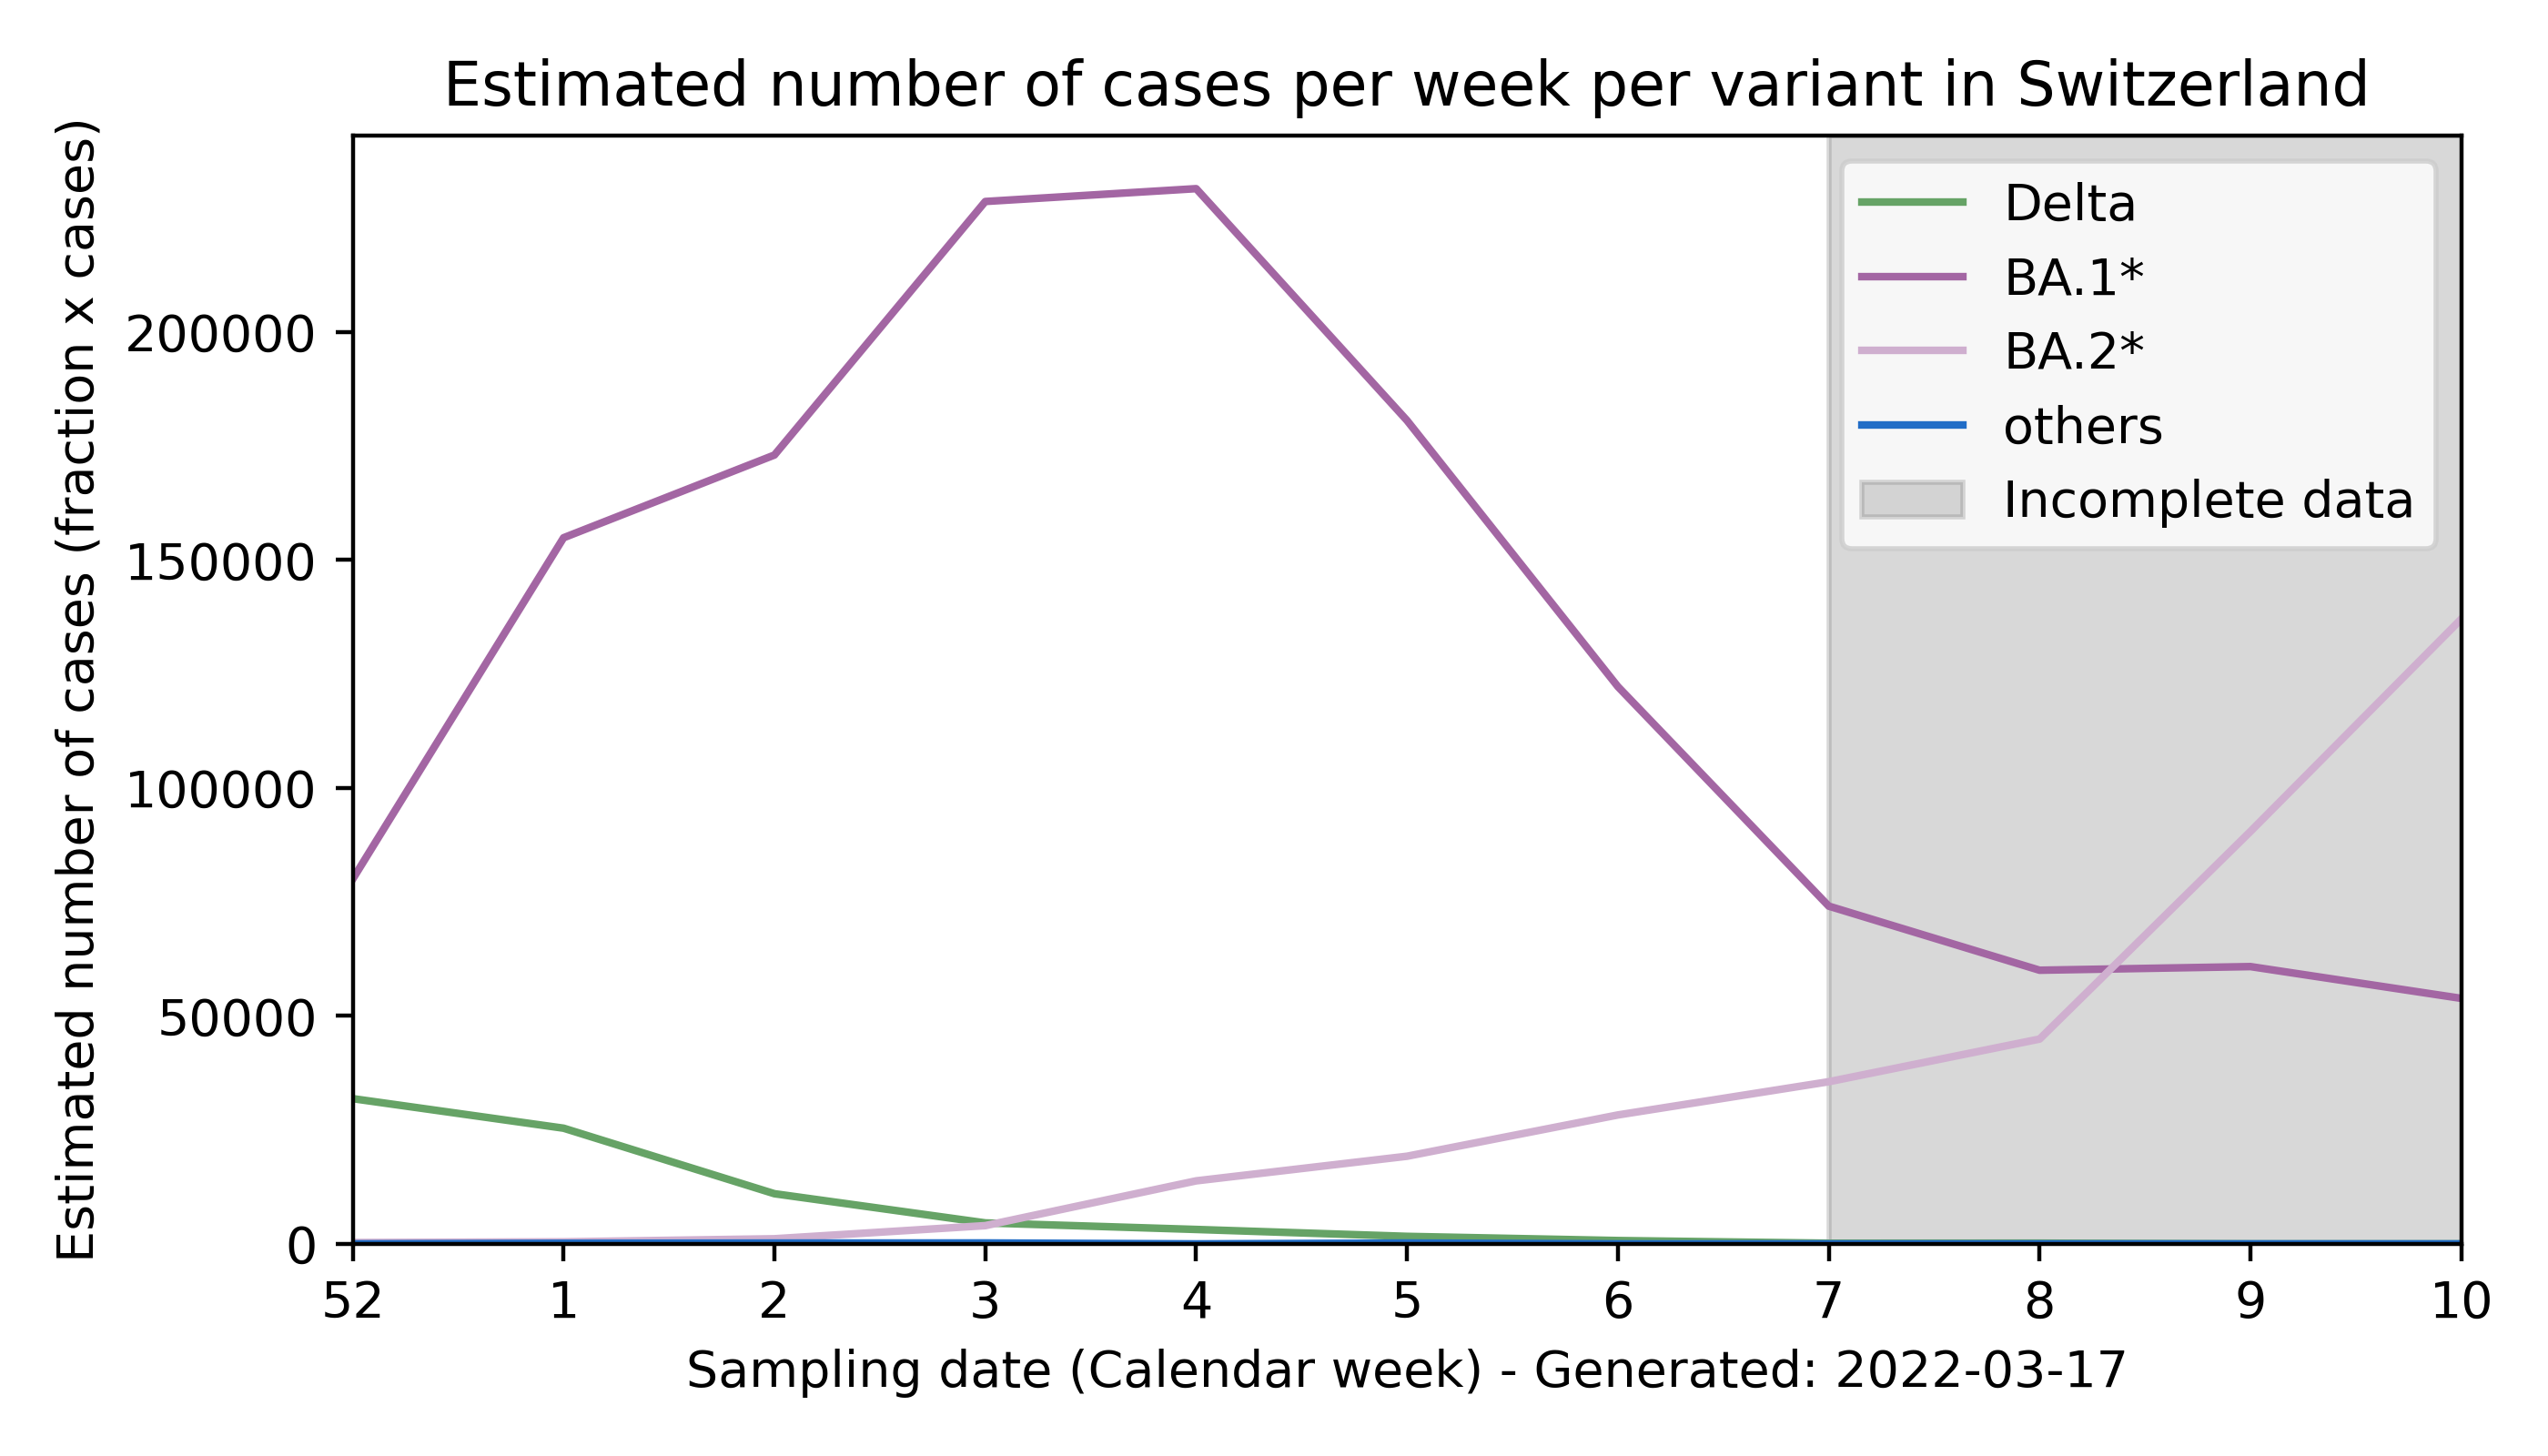 Estimated number of cases per week per variant in Switzerland
Estimated number of cases (fraction x cases)
200000
150000
100000
50000
0
Delta
BA.1*
BA.2*
others
Incomplete data
52 1 2 3 4 5 6 7 8 9 10
Sampling date (Calendar week) - Generated: 2022-03-17